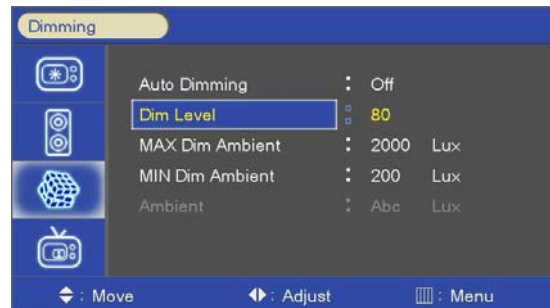 Dimming
Auto Dimming : Off
Dim Level : 80
MAX Dim Ambient : 2000 Lux
MIN Dim Ambient : 200 Lux
Ambient : Abc Lux
: Move : Adjust : Menu